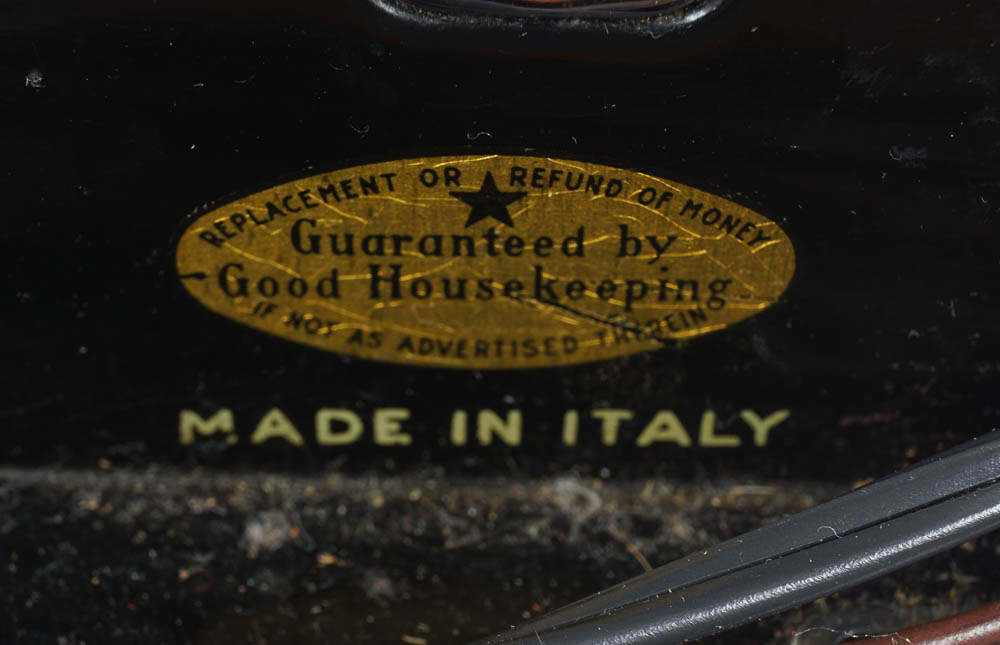 REPLACEMENT OR REFUND OF MONEY
Guaranteed by
Good Housekeeping
IF NOT AS ADVERTISED THEREIN
MADE IN ITALY